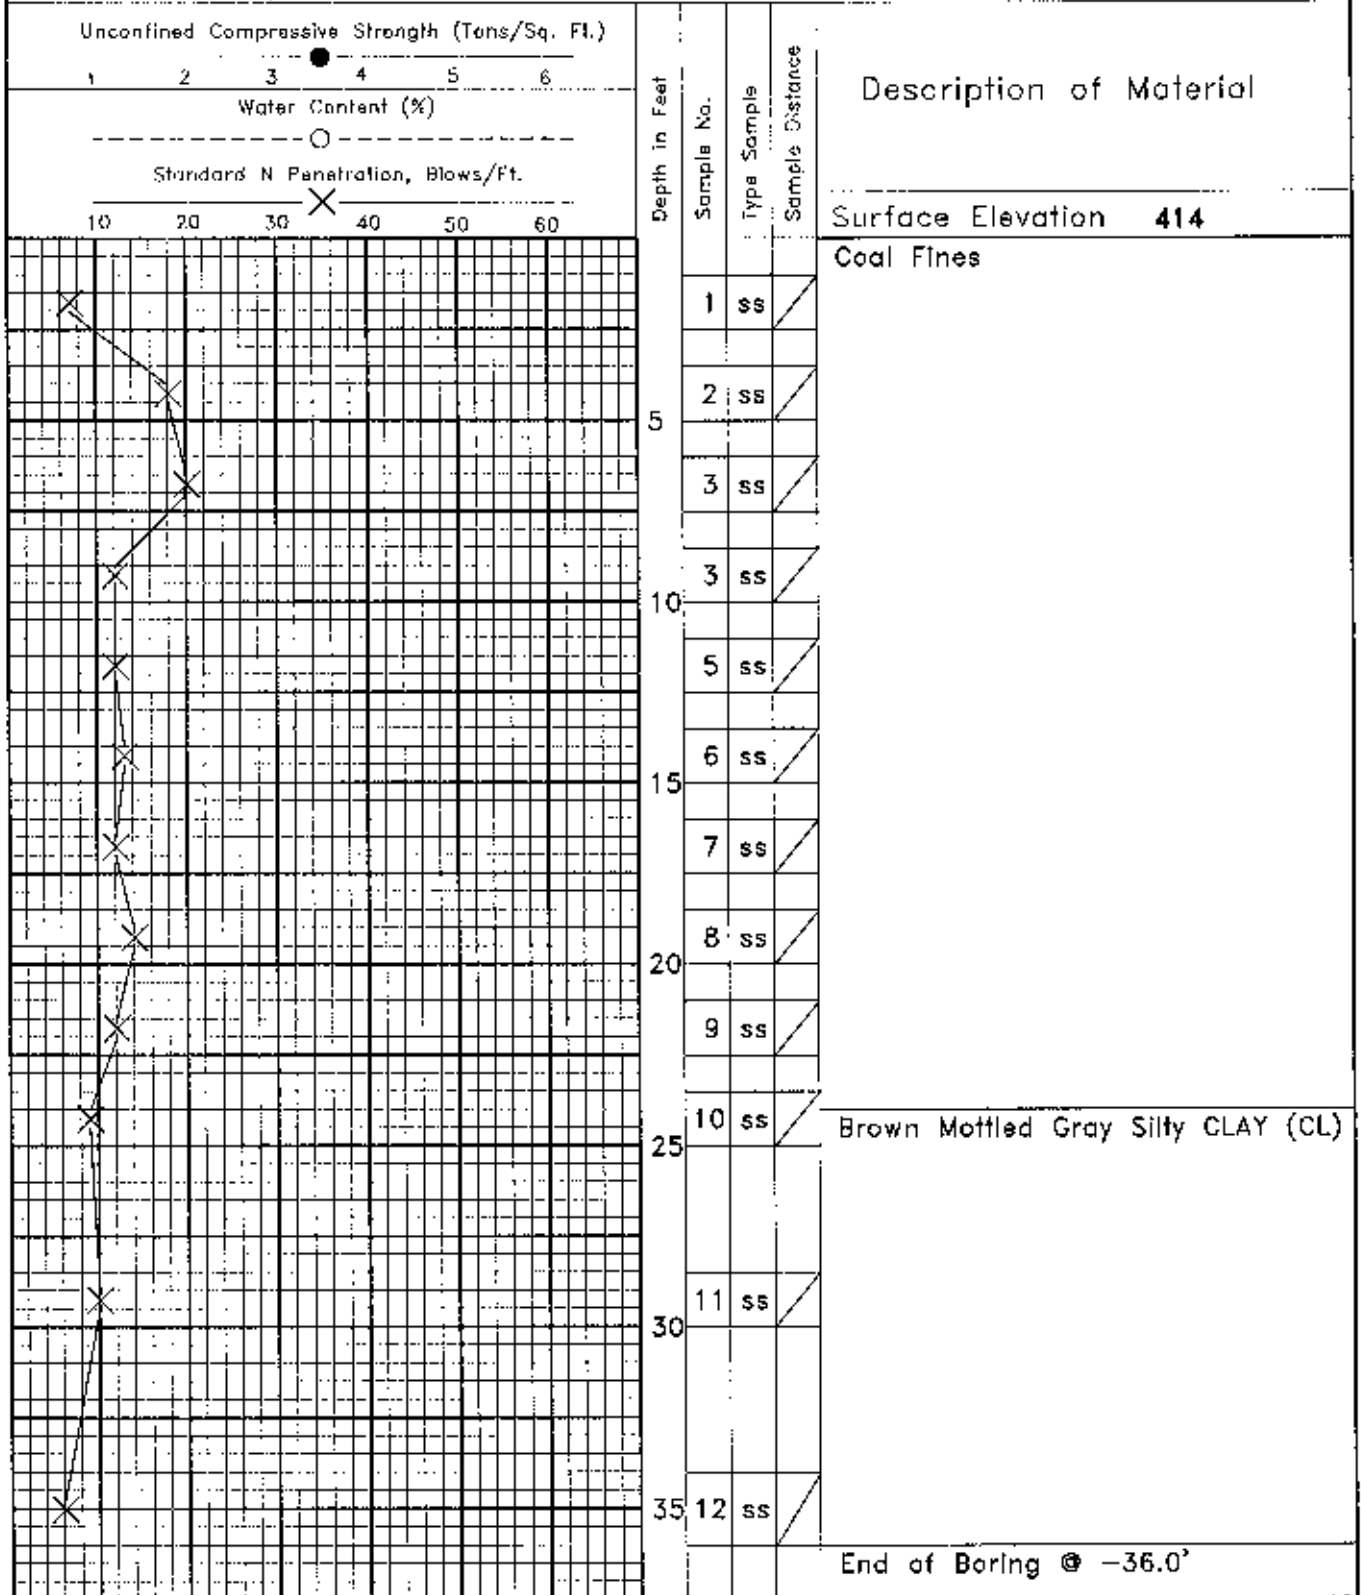 Unconfined Compressive Strength (Tons/Sq. Ft.)
1 2 3 4 5 6
Water Content (%)
Standard N Penetration, Blows/Ft.
10 20 30 40 50 60
Depth in Feet
Sample No.
Type Sample
Sample Distance
Description of Material
Surface Elevation 414
Coal Fines
1 ss
2 ss
5
3 ss
3 ss
10
5 ss
6 ss
15
7 ss
8 ss
20
9 ss
10 ss
Brown Mottled Gray Silty CLAY (CL)
25
11 ss
30
35 12 ss
End of Boring @ -36.0'